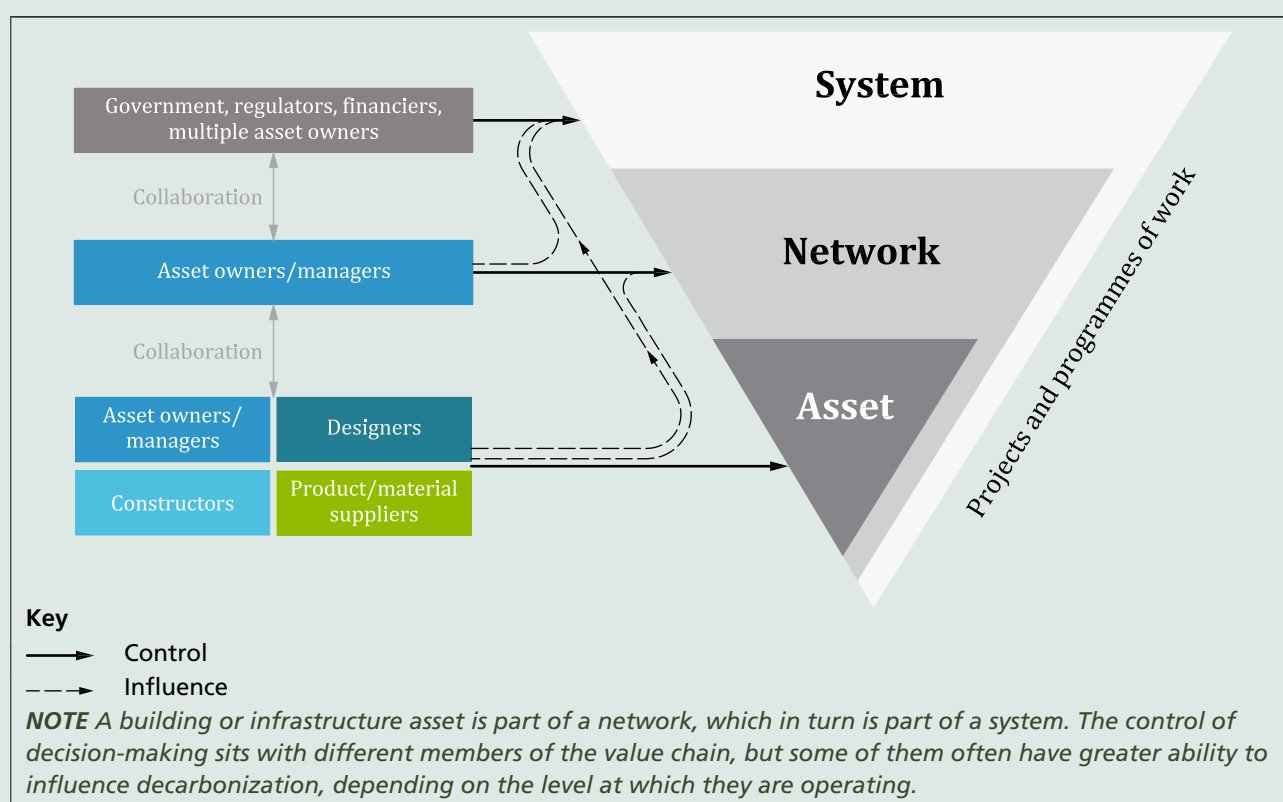 System
Government, regulators, financiers,
multiple asset owners
Collaboration
Network
Asset owners/managers
Projects and programmes of work
Collaboration
Asset
Asset owners/
managers
Designers
Constructors
Product/material
suppliers
Key
Control
Influence
NOTE A building or infrastructure asset is part of a network, which in turn is part of a system. The control of
decision-making sits with different members of the value chain, but some of them often have greater ability to
influence decarbonization, depending on the level at which they are operating.